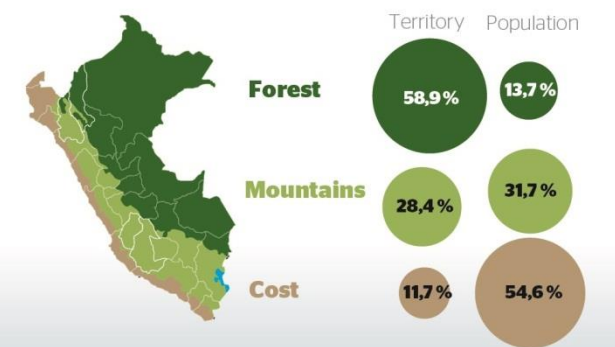 Territory Population
Forest 58,9% 13,7%
Mountains 28,4% 31,7%
Cost 11,7% 54,6%